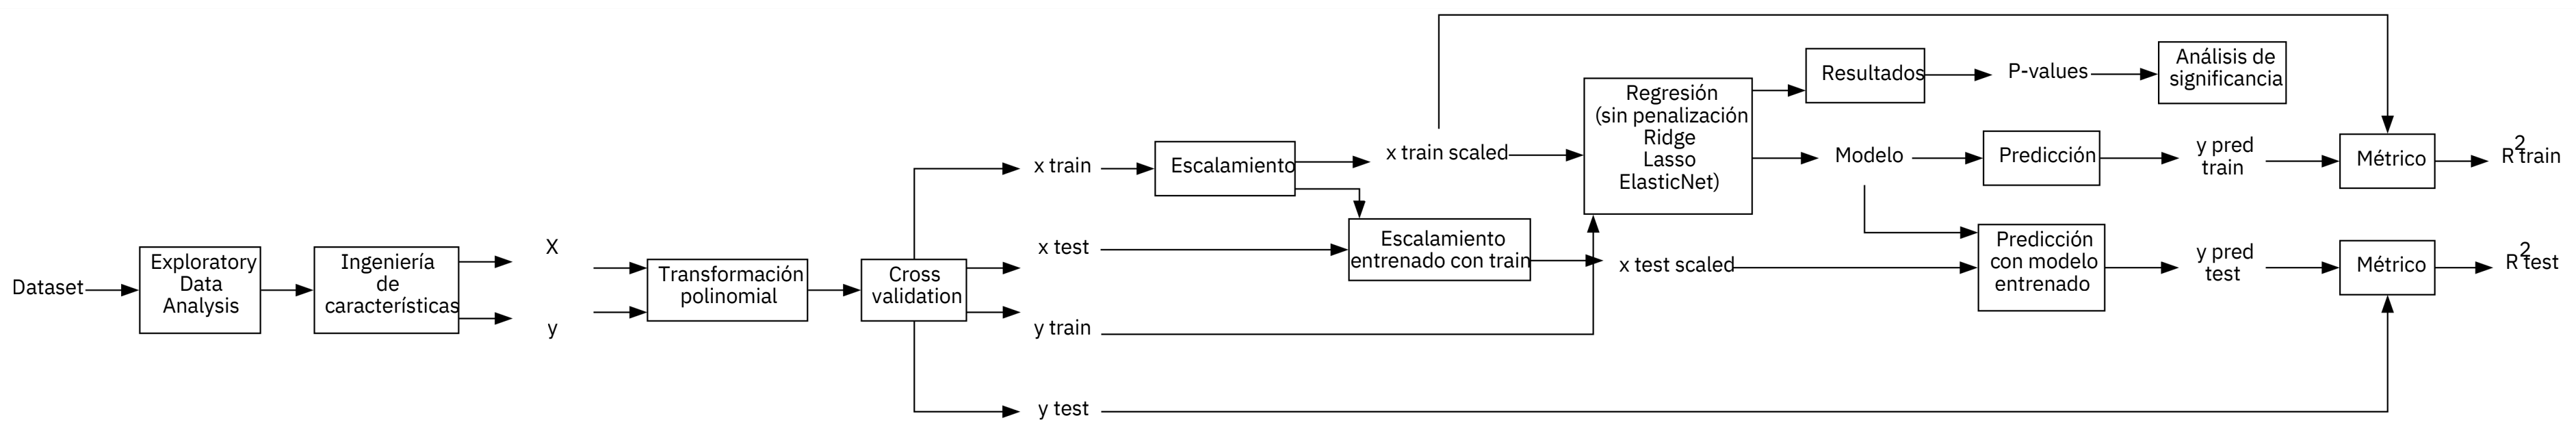 Dataset
Exploratory
Data
Analysis
Ingeniería
de
características
X
y
Transformación
polinomial
Cross
validation
x train
x test
y train
y test
Escalamiento
Escalamiento
entrenado con train
x train scaled
x test scaled
Regresión
(sin penalización
Ridge
Lasso
ElasticNet)
Resultados
P-values
Análisis de
significancia
Modelo
Predicción
y pred
train
Métrico
R2 train
Predicción
con modelo
entrenado
y pred
test
Métrico
R2 test